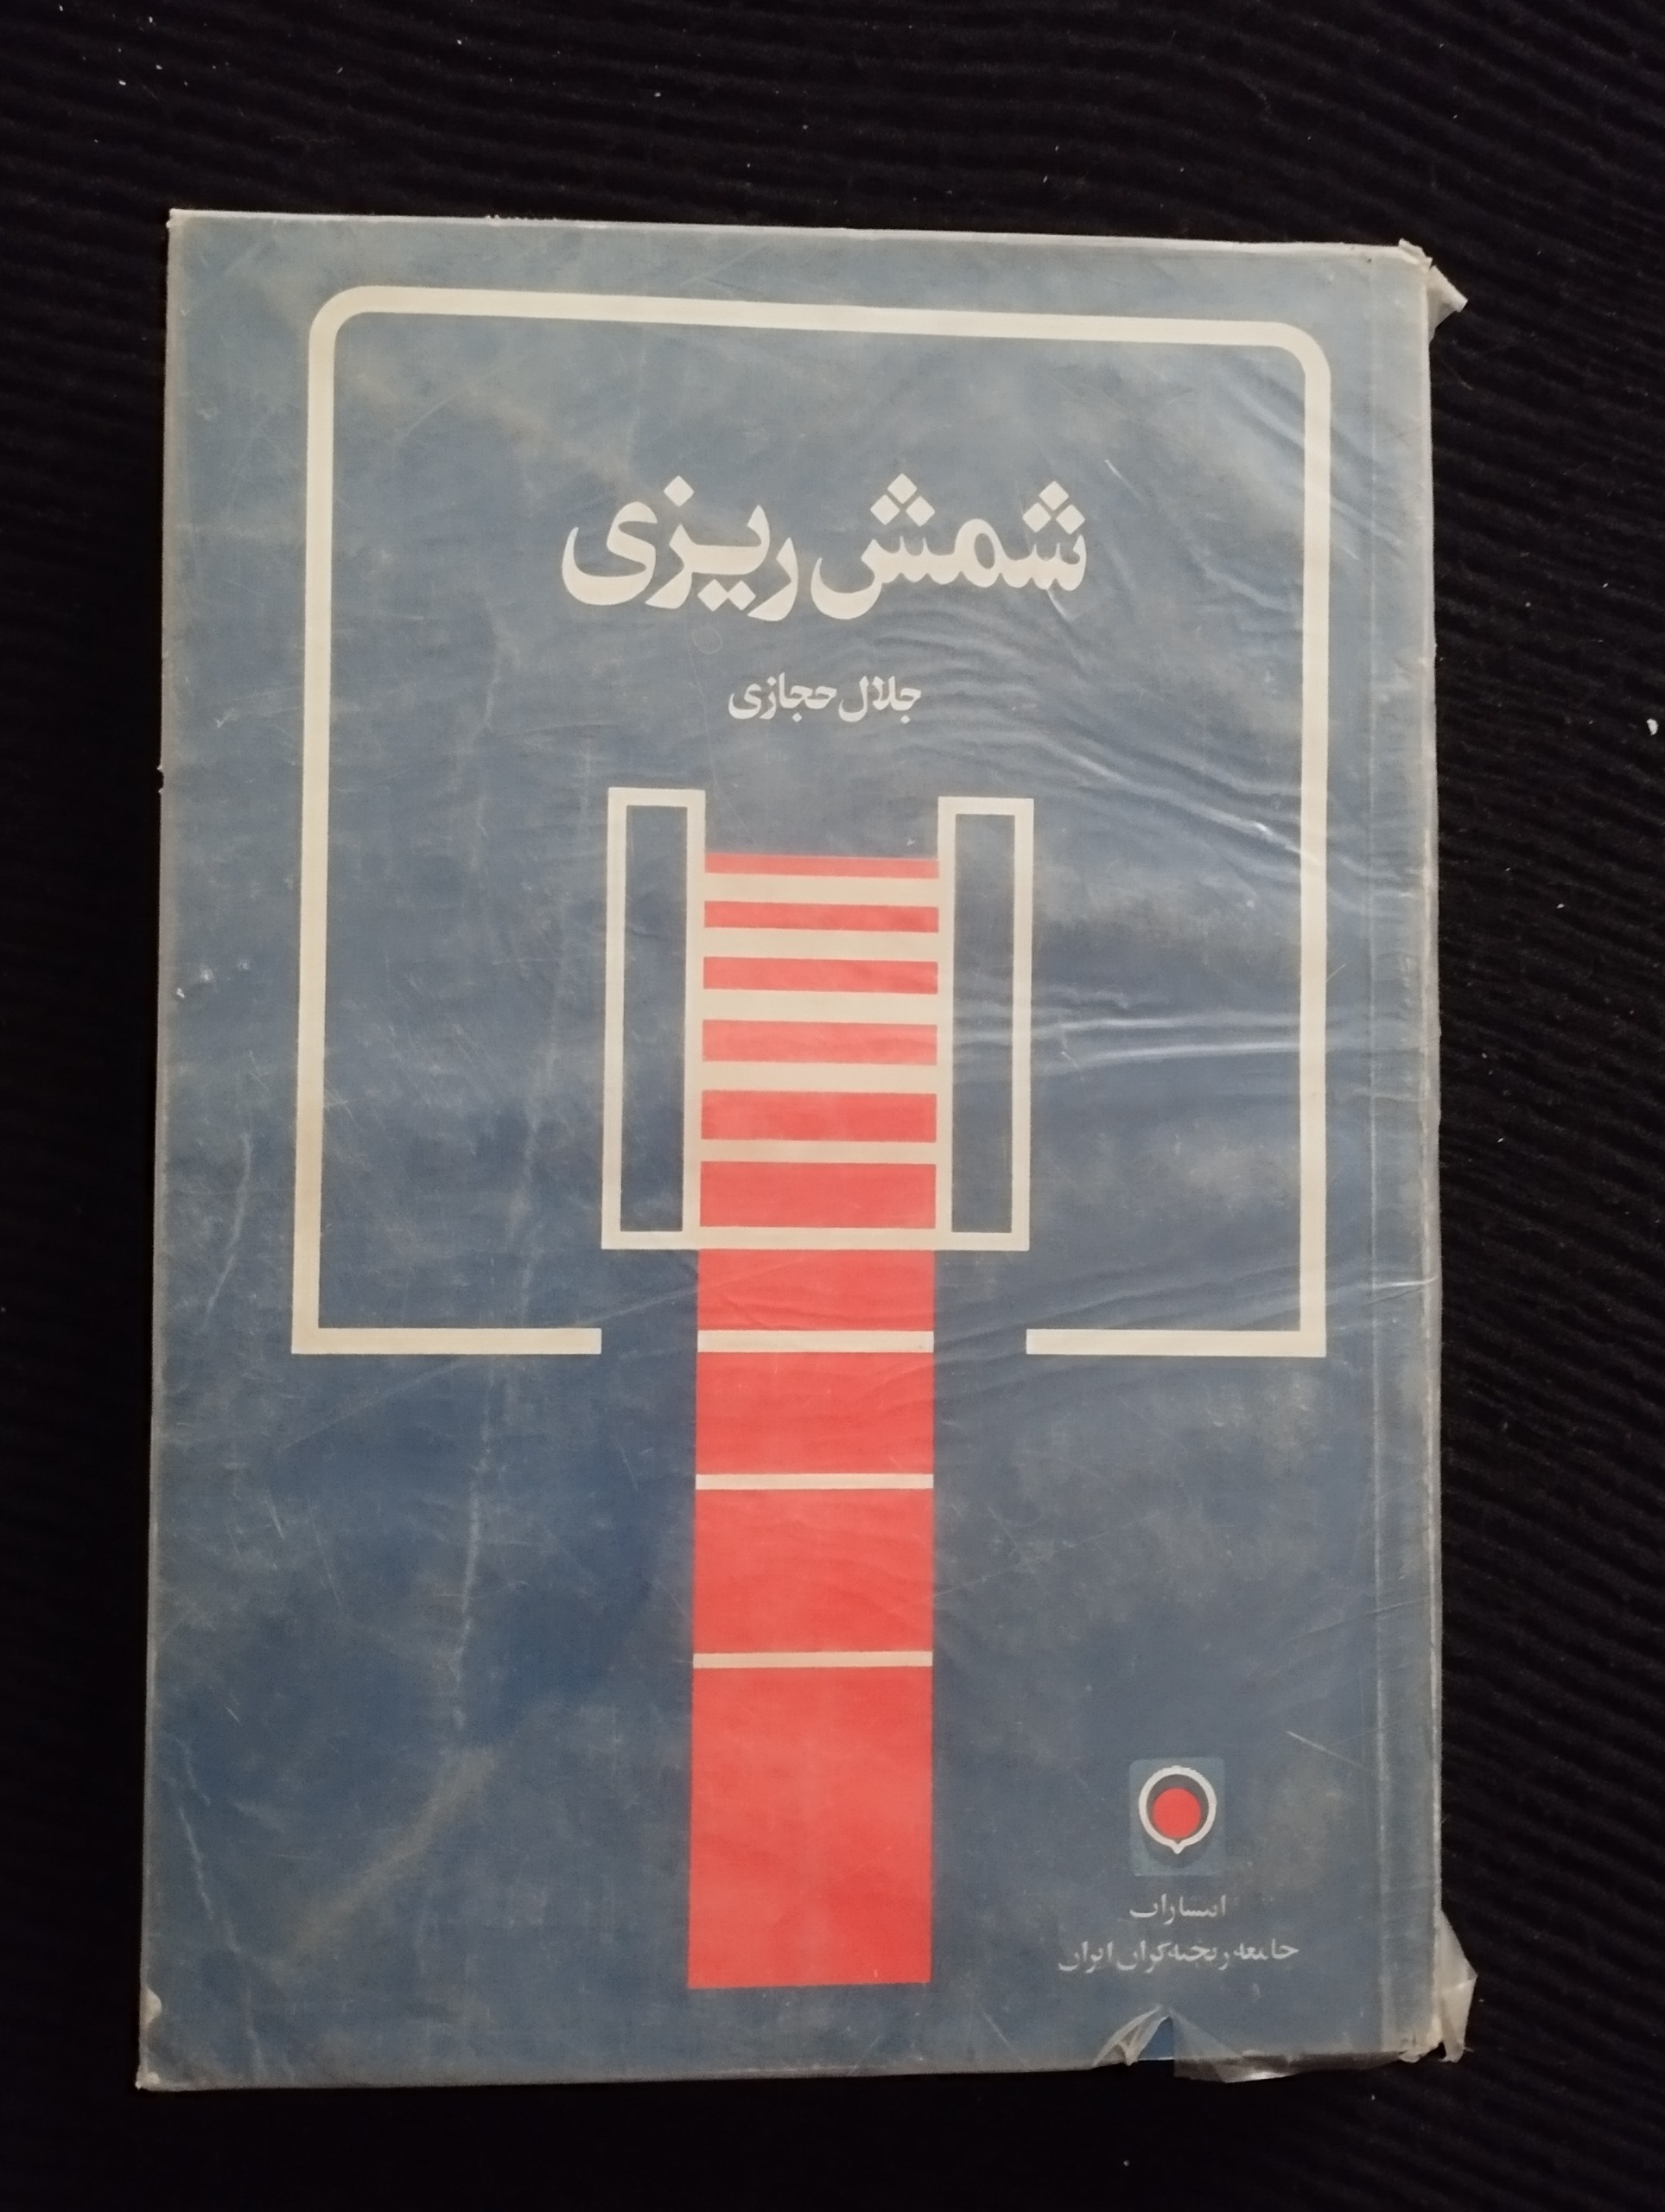 شمش ریزی
جلال حجازی
انتشارات
جامعه ریخته‌گران ایران